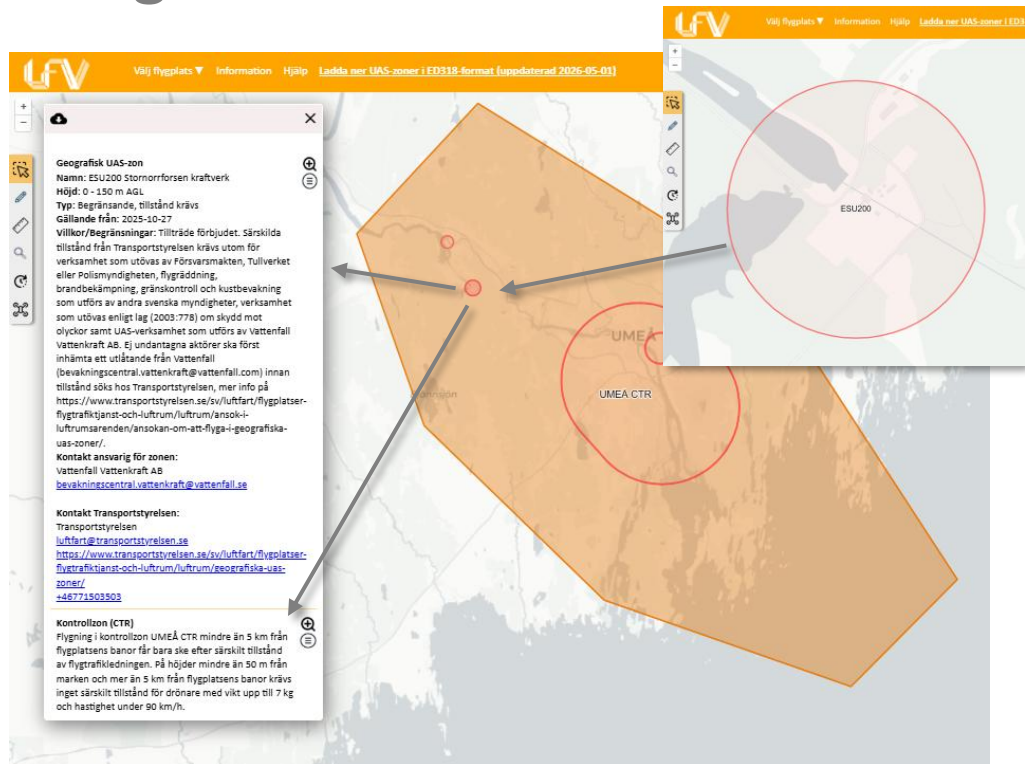 LFV
Välj flygplats ▼ Information Hjälp Ladda ner UAS-zoner i ED318-format (uppdaterad 2026-05-01)
+
−
Geografisk UAS-zon
Namn: ESU200 Stornorrforsen kraftverk
Höjd: 0 - 150 m AGL
Typ: Begränsande, tillstånd krävs
Gällande från: 2025-10-27
Villkor/Begränsningar: Tillträde förbjudet. Särskilda
tillstånd från Transportstyrelsen krävs utom för
verksamhet som utövas av Försvarsmakten, Tullverket
eller Polismyndigheten, flygräddning,
brandbekämpning, gränskontroll och kustbevakning
som utförs av andra svenska myndigheter, verksamhet
som utövas enligt lag (2003:778) om skydd mot
olyckor samt UAS-verksamhet som utförs av Vattenfall
Vattenkraft AB. Ej undantagna aktörer ska först
inhämta ett utlåtande från Vattenfall
(bevakningscentral.vattenkraft@vattenfall.com) innan
tillstånd söks hos Transportstyrelsen, mer info på
https://www.transportstyrelsen.se/sv/luftfart/flygplatser-
flygtrafiktjanst-och-luftrum/luftrum/ansok-i-
luftrumsarenden/ansokan-om-att-flyga-i-geografiska-
uas-zoner/.
Kontakt ansvarig för zonen:
Vattenfall Vattenkraft AB
bevakningscentral.vattenkraft@vattenfall.se
Kontakt Transportstyrelsen:
Transportstyrelsen
luftfart@transportstyrelsen.se
https://www.transportstyrelsen.se/sv/luftfart/flygplatser-
flygtrafiktjanst-och-luftrum/luftrum/geografiska-uas-
zoner/
+46771503503
Kontrollzon (CTR)
Flygning i kontrollzon UMEÅ CTR mindre än 5 km från
flygplatsens banor får bara ske efter särskilt tillstånd
av flygtrafikledningen. På höjder mindre än 50 m från
marken och mer än 5 km från flygplatsens banor krävs
inget särskilt tillstånd för drönare med vikt upp till 7 kg
och hastighet under 90 km/h.
UMEÅ
UMEÅ CTR
LFV
Välj flygplats ▼ Information Hjälp Ladda ner UAS-zoner i ED3
+
−
ESU200